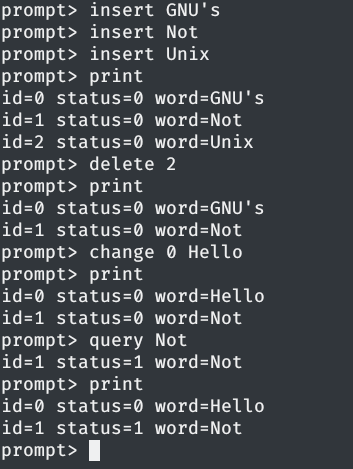 prompt> insert GNU's
prompt> insert Not
prompt> insert Unix
prompt> print
id=0 status=0 word=GNU's
id=1 status=0 word=Not
id=2 status=0 word=Unix
prompt> delete 2
prompt> print
id=0 status=0 word=GNU's
id=1 status=0 word=Not
prompt> change 0 Hello
prompt> print
id=0 status=0 word=Hello
id=1 status=0 word=Not
prompt> query Not
id=1 status=1 word=Not
prompt> print
id=0 status=0 word=Hello
id=1 status=1 word=Not
prompt>